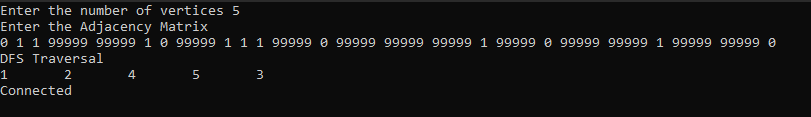 Enter the number of vertices 5
Enter the Adjacency Matrix
0 1 1 99999 99999 1 0 99999 1 1 1 99999 0 99999 99999 99999 1 99999 0 99999 99999 1 99999 99999 0
DFS Traversal
1 2 4 5 3
Connected